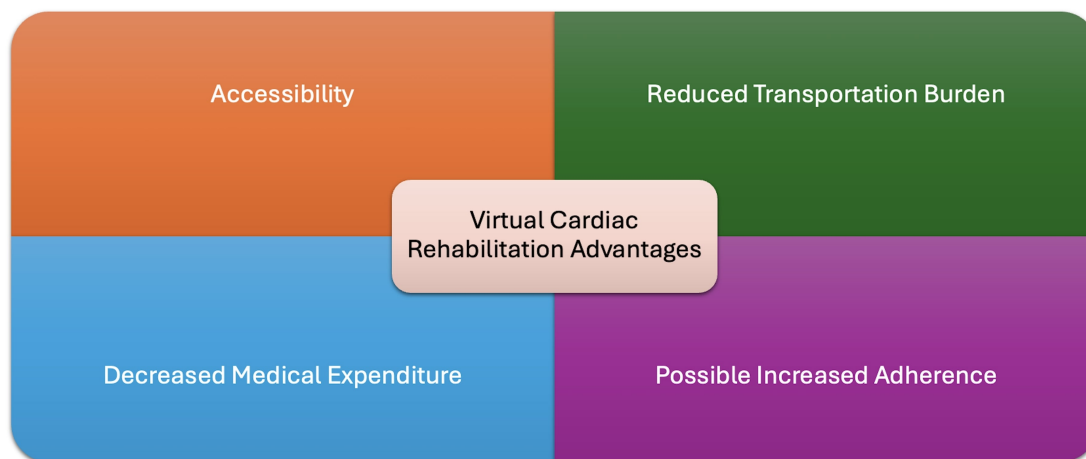 Accessibility
Reduced Transportation Burden
Virtual Cardiac
Rehabilitation Advantages
Decreased Medical Expenditure
Possible Increased Adherence